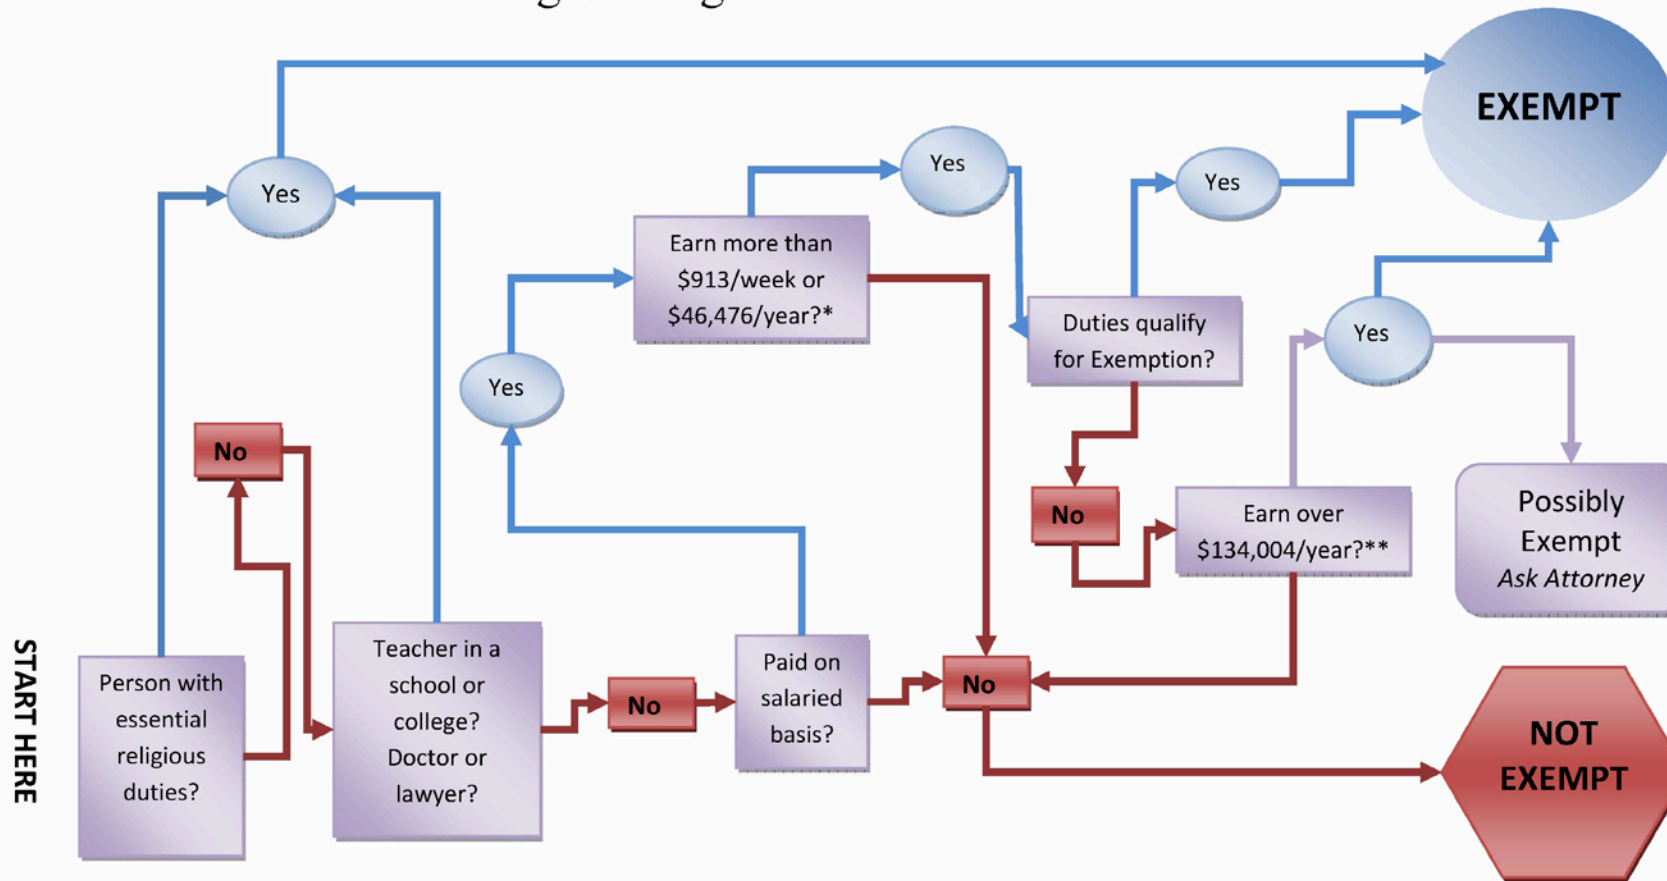 START HERE
Person with
essential
religious
duties?
Yes
No
Teacher in a
school or
college?
Doctor or
lawyer?
No
Paid on
salaried
basis?
Yes
Earn more than
$913/week or
$46,476/year?*
Yes
Duties qualify
for Exemption?
Yes
No
Earn over
$134,004/year?**
Yes
No
EXEMPT
Possibly
Exempt
Ask Attorney
NOT
EXEMPT